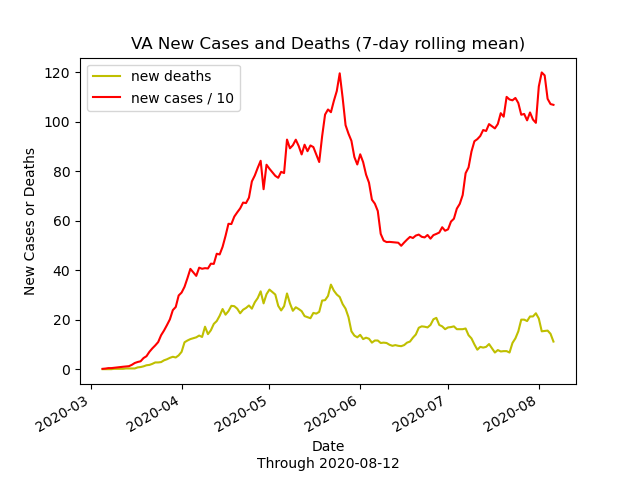 VA New Cases and Deaths (7-day rolling mean)
new deaths
new cases / 10
120
100
80
60
40
20
0
New Cases or Deaths
2020-03
2020-04
2020-05
2020-06
2020-07
2020-08
Date
Through 2020-08-12